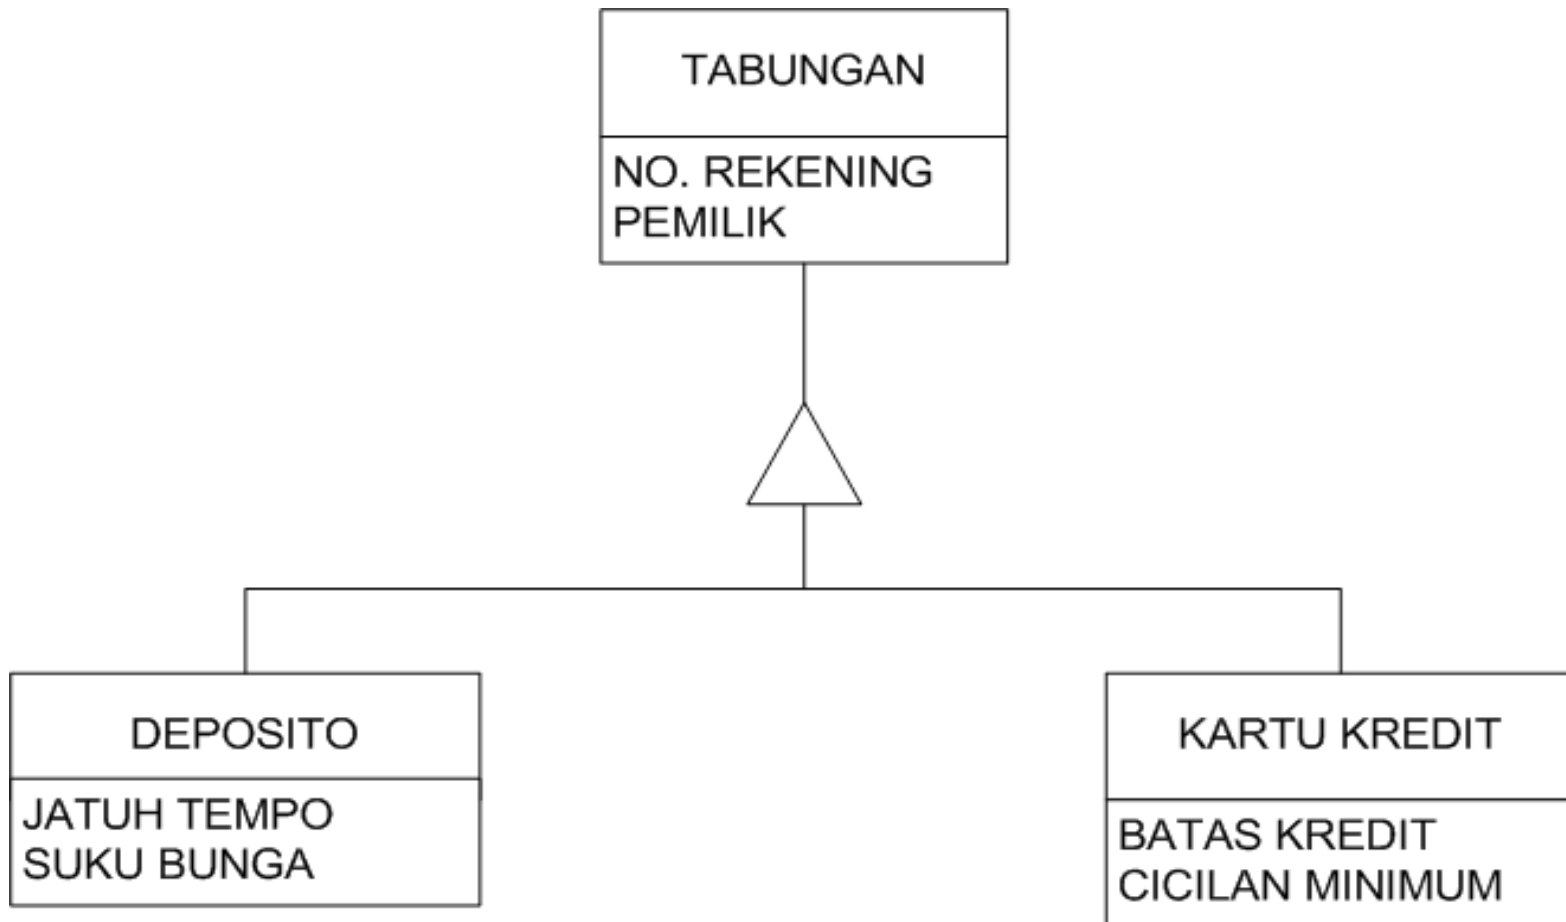 TABUNGAN
NO. REKENING
PEMILIK
DEPOSITO
JATUH TEMPO
SUKU BUNGA
KARTU KREDIT
BATAS KREDIT
CICILAN MINIMUM